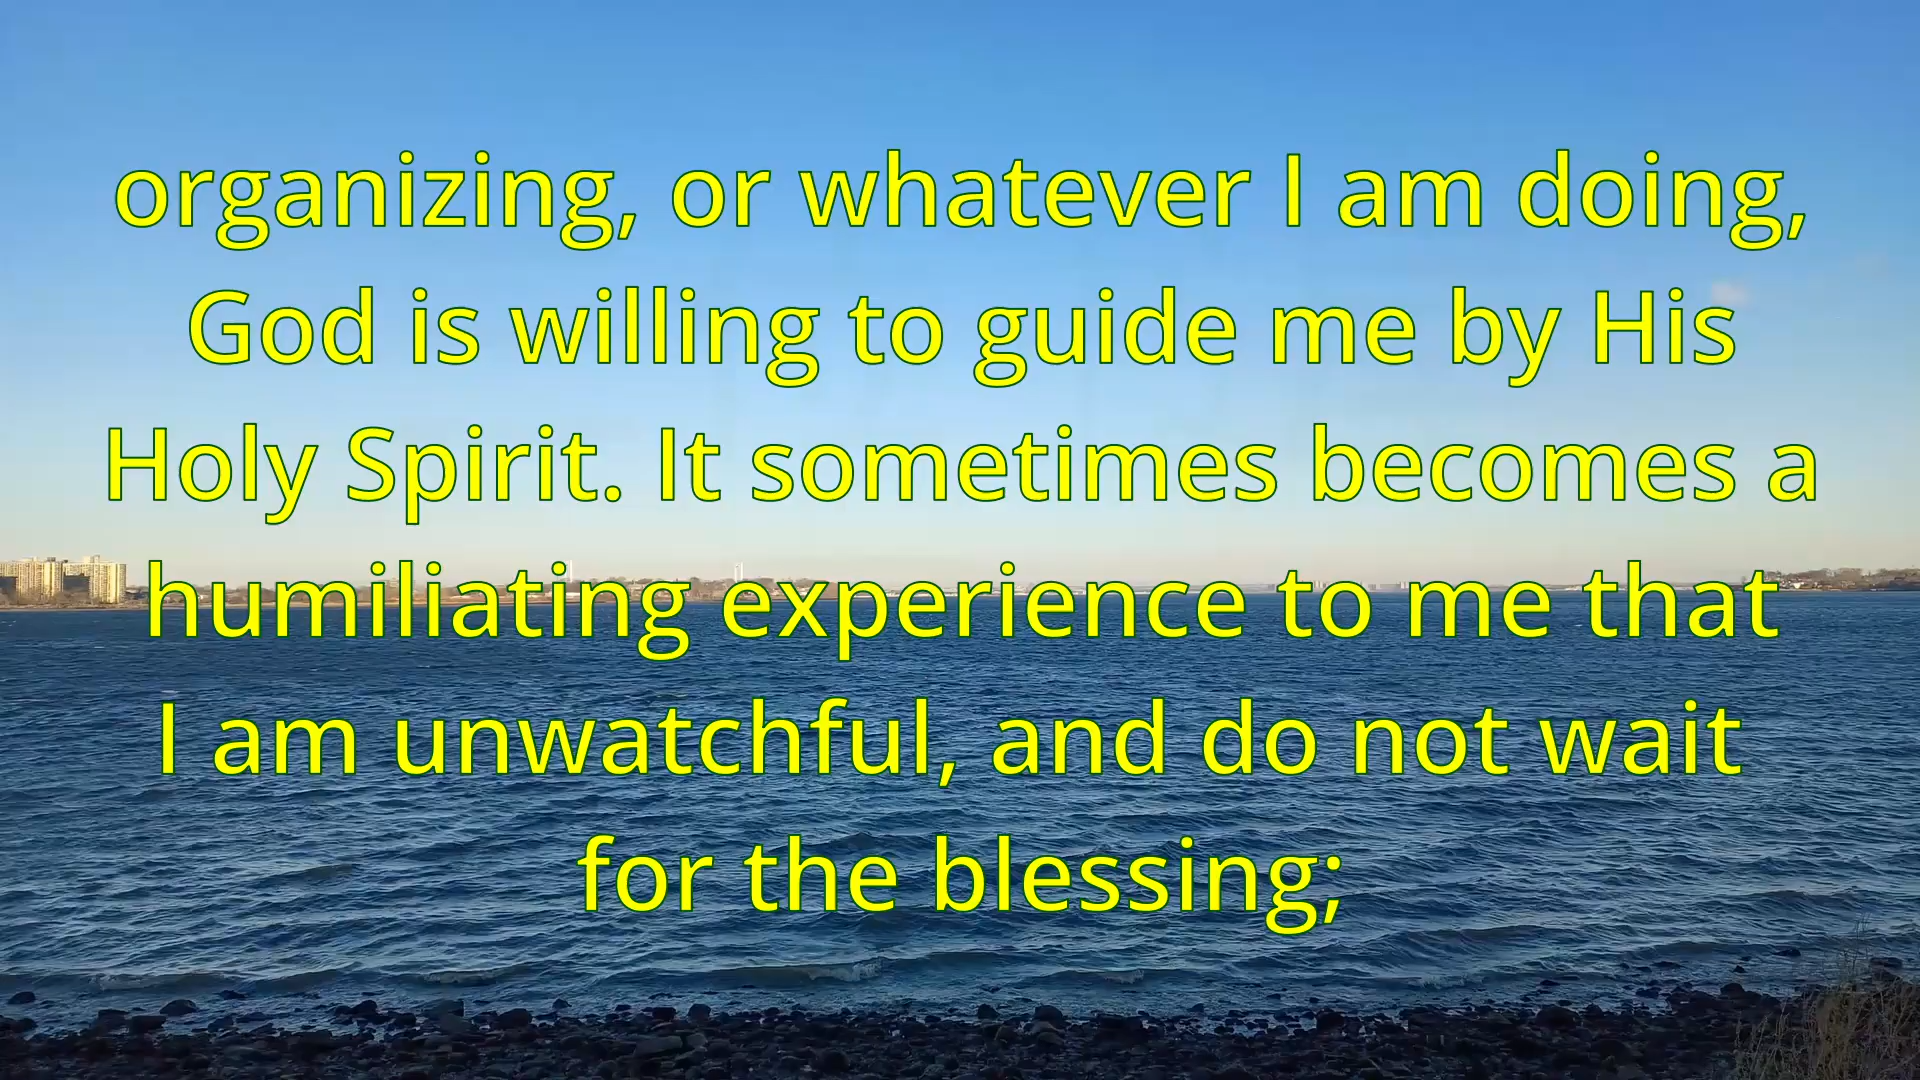 organizing, or whatever I am doing,
God is willing to guide me by His
Holy Spirit. It sometimes becomes a
humiliating experience to me that
I am unwatchful, and do not wait
for the blessing;